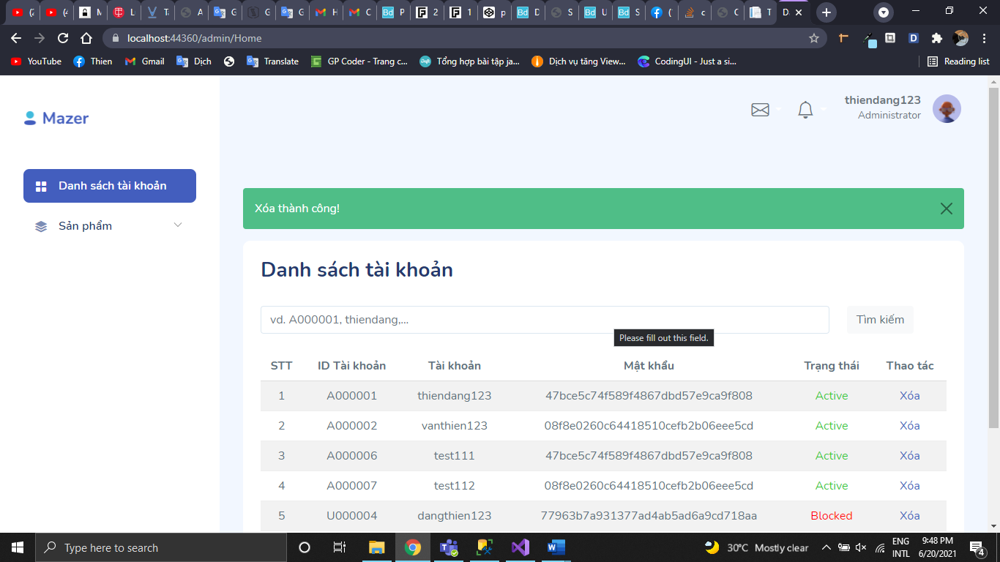 (2
(4
M
L
T
A
G
G
G
H
C
P
2
1
p
D
S
U
S
(
c
C
T
D
localhost:44360/admin/Home
YouTube
Thien
Gmail
Dịch
Translate
GP Coder - Trang c...
Tổng hợp bài tập ja...
Dịch vụ tăng View...
CodingUI - Just a si...
Reading list
Mazer
thiendang123
Administrator
Danh sách tài khoản
Sản phẩm
Xóa thành công!
Danh sách tài khoản
vd. A000001, thiendang,...
Tìm kiếm
Please fill out this field.
STT ID Tài khoản Tài khoản Mật khẩu Trạng thái Thao tác
1 A000001 thiendang123 47bce5c74f589f4867dbd57e9ca9f808 Active Xóa
2 A000002 vanthien123 08f8e0260c64418510cefb2b06eee5cd Active Xóa
3 A000006 test111 47bce5c74f589f4867dbd57e9ca9f808 Active Xóa
4 A000007 test112 08f8e0260c64418510cefb2b06eee5cd Active Xóa
5 U000004 dangthien123 77963b7a931377ad4ab5ad6a9cd718aa Blocked Xóa
Type here to search
30°C Mostly clear
ENG
INTL
9:48 PM
6/20/2021
4